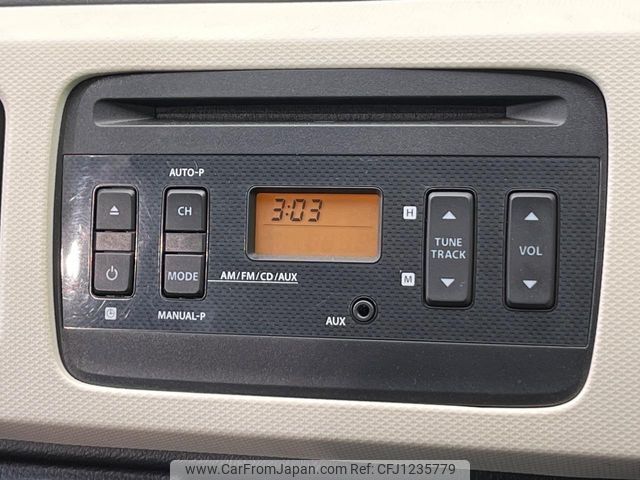 AUTO-P
CH
MODE
AM/FM/CD/AUX
MANUAL-P
3:03
AUX
H
M
TUNE
TRACK
VOL
www.CarFromJapan.com Ref No. CFJ1235779